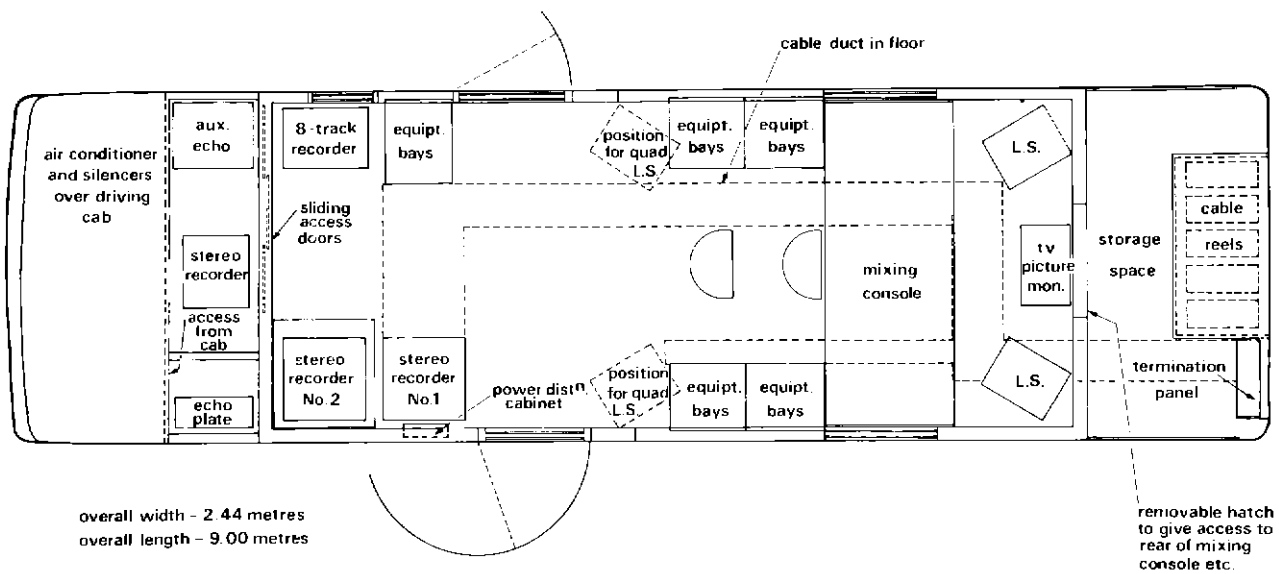 cable duct in floor
air conditioner
and silencers
over driving
cab
aux.
echo
8-track
recorder
equipt.
bays
position
for quad
L.S.
equipt.
bays
equipt.
bays
L.S.
sliding
access
doors
stereo
recorder
access
from
cab
echo
plate
stereo
recorder
No.2
stereo
recorder
No.1
power distn.
cabinet
position
for quad
L.S.
equipt.
bays
equipt.
bays
mixing
console
tv
picture
mon.
L.S.
storage
space
cable
reels
termination
panel
overall width - 2.44 metres
overall length - 9.00 metres
removable hatch
to give access to
rear of mixing
console etc.